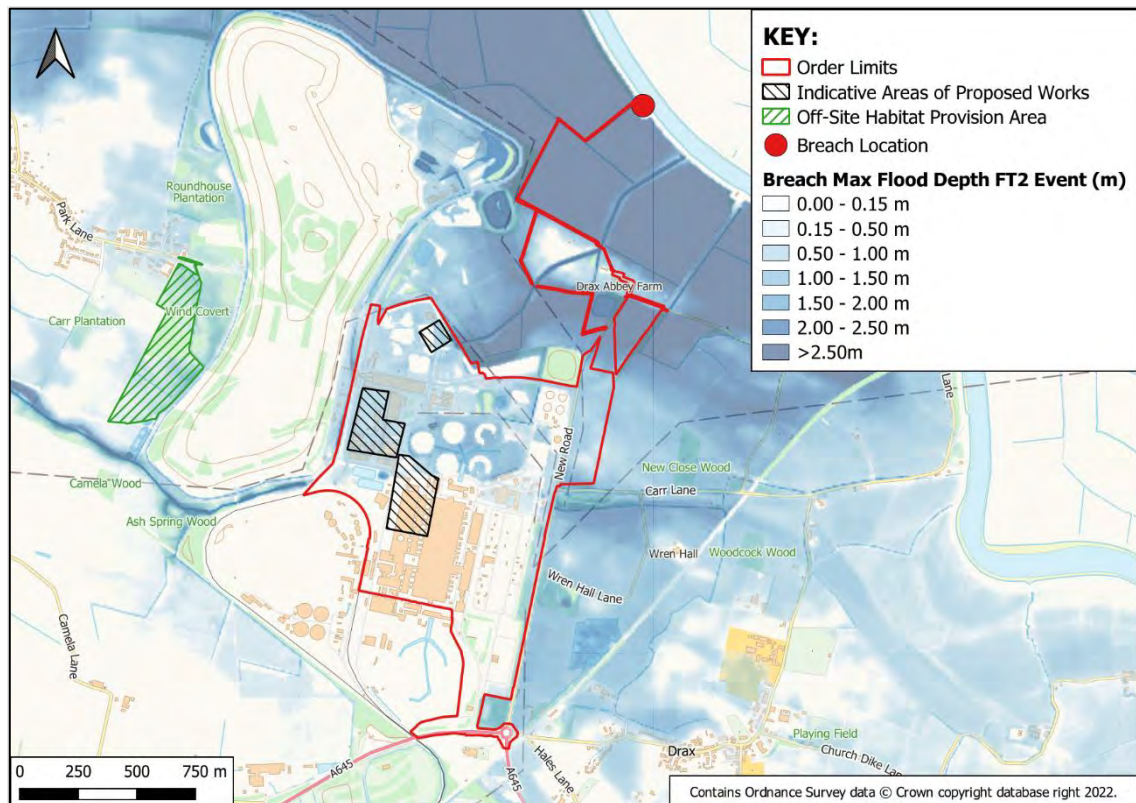 KEY:
Order Limits
Indicative Areas of Proposed Works
Off-Site Habitat Provision Area
Breach Location
Breach Max Flood Depth FT2 Event (m)
0.00 - 0.15 m
0.15 - 0.50 m
0.50 - 1.00 m
1.00 - 1.50 m
1.50 - 2.00 m
2.00 - 2.50 m
>2.50m
Roundhouse
Plantation
Park Lane
Drax Abbey Farm
Wind Covert
Carr Plantation
Lane
New Road
New Close Wood
Camela Wood
Carr Lane
Ash Spring Wood
Wren Hall
Woodcock Wood
Wren Hall Lane
Camela Lane
Playing Field
Drax
Church Dike Lan
Hales Lane
A645
A645
0 250 500 750 m
Contains Ordnance Survey data © Crown copyright database right 2022.